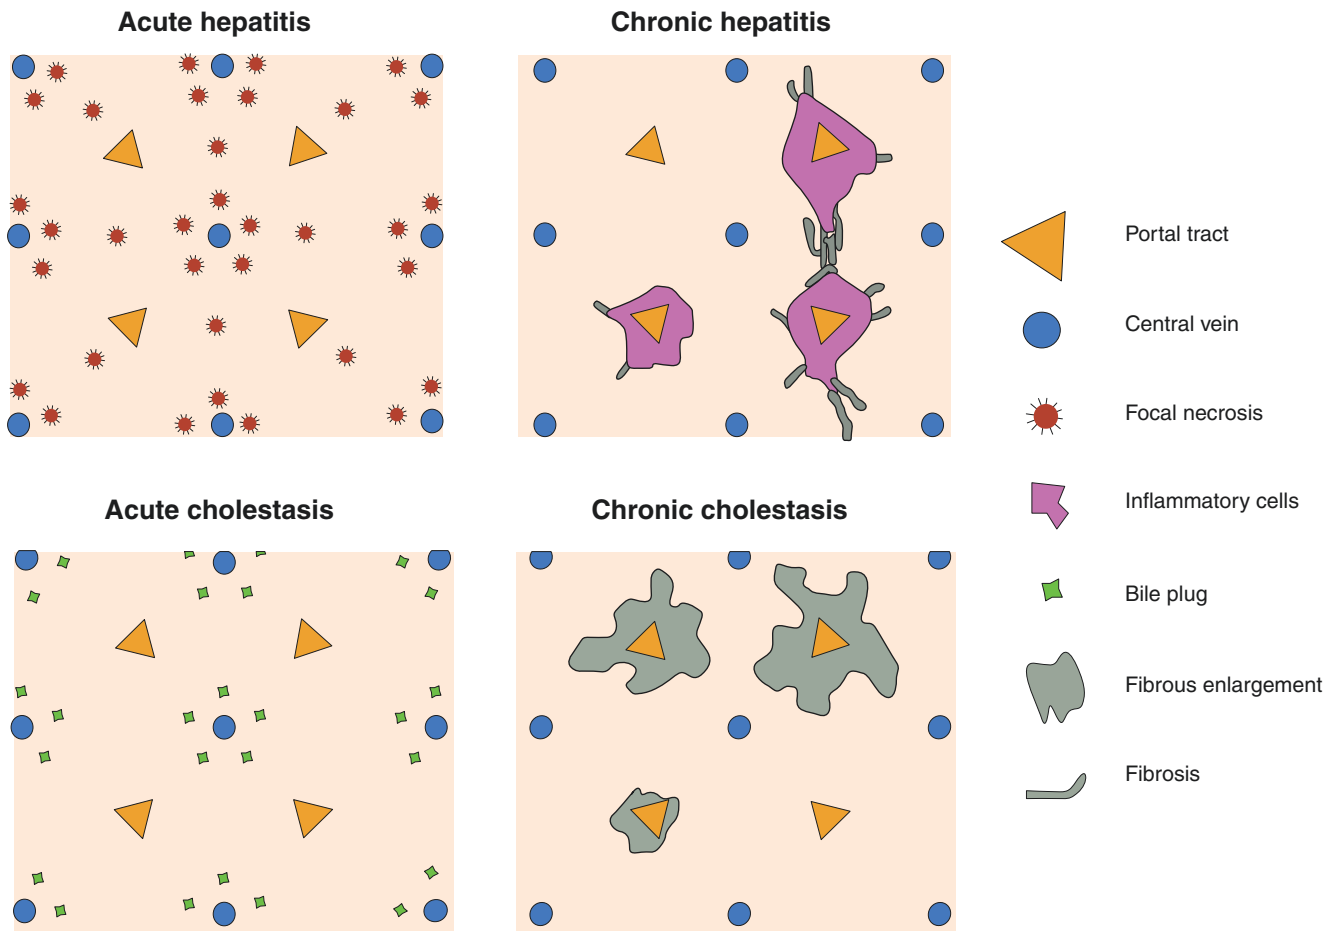 Acute hepatitis
Chronic hepatitis
Portal tract
Central vein
Focal necrosis
Acute cholestasis
Chronic cholestasis
Inflammatory cells
Bile plug
Fibrous enlargement
Fibrosis